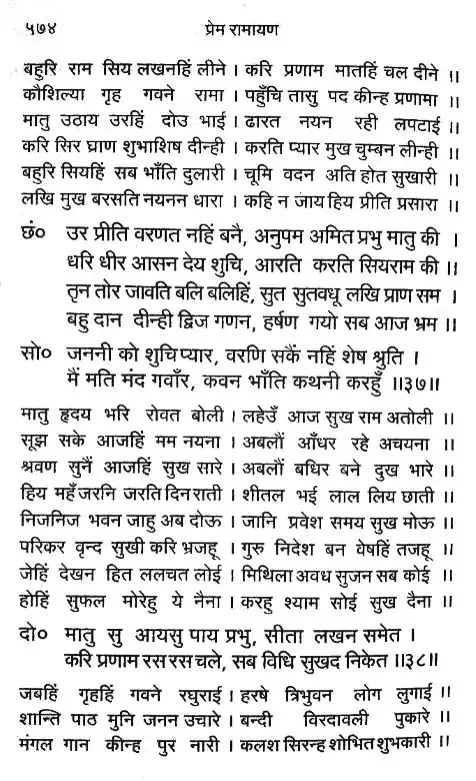 ५७४ प्रेम रामायण
बहुरि राम सिय लखनहिं लीने । करि प्रणाम मातहिं चल दीने ॥
कौशिल्या गृह गवने रामा । पहुँचि तासु पद कीन्ह प्रणामा ॥
मातु उठाय उरहिं दोउ भाई । ढारत नयन रही लपटाई ॥
करि सिर घ्राण शुभाशिष दीन्ही । करति प्यार मुख चुम्बन लीन्ही ॥
बहुरि सियहिं सब भाँति दुलारी । चूमि वदन अति होत सुखारी ॥
लखि मुख बरसति नयनन धारा । कहि न जाय हिय प्रीति प्रसारा ॥
छं० उर प्रीति वरणत नहिं बनै, अनुपम अमित प्रभु मातु की ।
धरि धीर आसन देय शुचि, आरति करति सियराम की ॥
तृन तोर जावति बलि बलिहिं, सुत सुतवधू लखि प्राण सम ।
बहु दान दीन्ही द्विज गणन, हर्षण गयो सब आज भ्रम ॥
सो० जननी को शुचि प्यार, वरणि सकैं नहिं शेष श्रुति ।
मैं मति मंद गवाँर, कवन भाँति कथनी करहुँ ॥३७॥
मातु हृदय भरि रोवत बोली । लहेउँ आज सुख राम अतोली ॥
सूझ सके आजहिं मम नयना । अबलौं आँधर रहे अचयना ॥
श्रवण सुनैं आजहिं सुख सारे । अबलौं बधिर बने दुख भारे ॥
हिय महँ जरनि जरति दिन राती । शीतल भई लाल लिय छाती ॥
निजनिज भवन जाहु अब दोऊ । जानि प्रवेश समय सुख मोऊ ॥
परिकर वृन्द सुखी करि भ्रजहू । गुरु निदेश बन वेषहिं तजहू ॥
जेहिं देखन हित ललचत लोई । मिथिला अवध सुजन सब कोई ॥
होहिं सुफल मोरेहु ये नैना । करहु श्याम सोई सुख दैना ॥
दो० मातु सु आयसु पाय प्रभु, सीता लखन समेत ।
करि प्रणाम रस रस चले, सब विधि सुखद निकेत ॥३८॥
जबहिं गृहहिं गवने रघुराई । हरषे त्रिभुवन लोग लुगाई ॥
शान्ति पाठ मुनि जनन उचारे । बन्दी विरदावली पुकारे ॥
मंगल गान कीन्ह पुर नारी । कलश सिरन्ह शोभित शुभकारी ॥